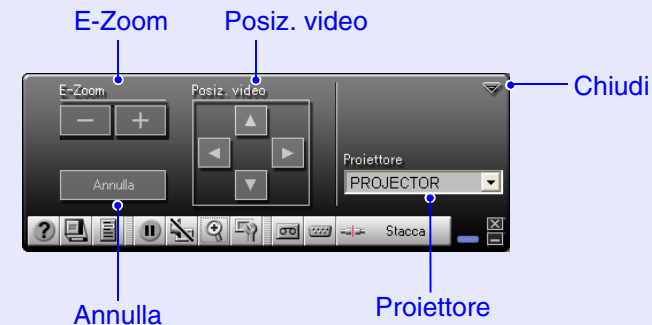 E-Zoom Posiz. video
E-Zoom Posiz. video
Chiudi
Proiettore
Annulla PROJECTOR
Stacca
Annulla Proiettore